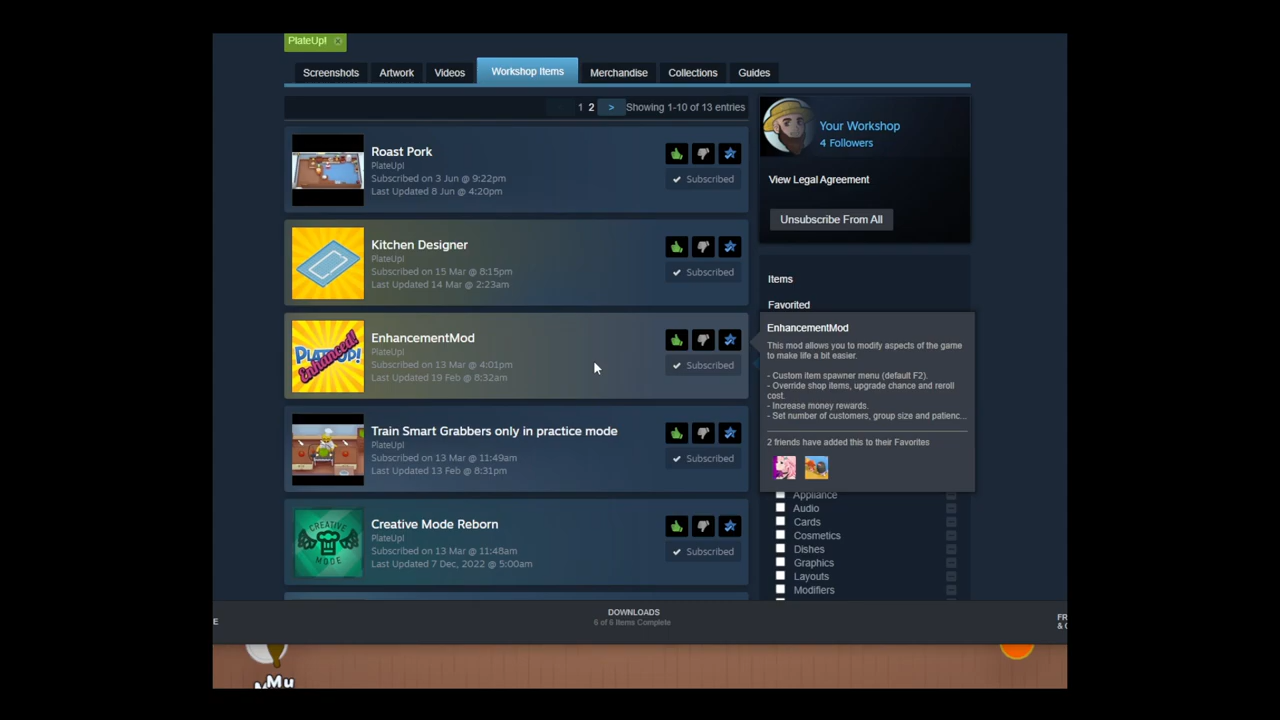 PlateUp!
Screenshots Artwork Videos Workshop Items Merchandise Collections Guides
1 2 > Showing 1-10 of 13 entries
Roast Pork
PlateUp!
Subscribed on 3 Jun @ 9:22pm
Last Updated 8 Jun @ 4:20pm
Subscribed
Kitchen Designer
PlateUp!
Subscribed on 15 Mar @ 8:15pm
Last Updated 14 Mar @ 2:23am
Subscribed
PLATEUP!
Enhanced!
EnhancementMod
PlateUp!
Subscribed on 13 Mar @ 4:01pm
Last Updated 19 Feb @ 8:32am
Subscribed
Train Smart Grabbers only in practice mode
PlateUp!
Subscribed on 13 Mar @ 11:49am
Last Updated 13 Feb @ 8:31pm
Subscribed
CREATIVE
MODE
Creative Mode Reborn
PlateUp!
Subscribed on 13 Mar @ 11:48am
Last Updated 7 Dec, 2022 @ 5:00am
Subscribed
Your Workshop
4 Followers
View Legal Agreement
Unsubscribe From All
Items
Favorited
EnhancementMod
This mod allows you to modify aspects of the game
to make life a bit easier.
- Custom item spawner menu (default F2).
- Override shop items, upgrade chance and reroll
cost.
- Increase money rewards.
- Set number of customers, group size and patienc...
2 friends have added this to their Favorites
Appliance
Audio
Cards
Cosmetics
Dishes
Graphics
Layouts
Modifiers
DOWNLOADS
6 of 6 Items Complete
E
FR
& C
Mu